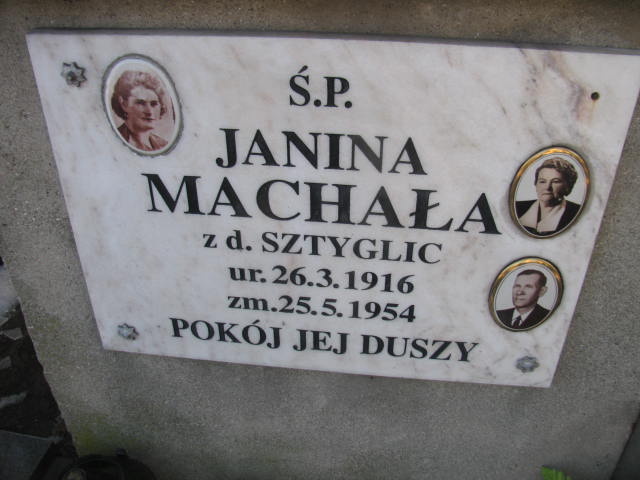 Ś.P.
JANINA
MACHAŁA
z d. SZTYGLIC
ur. 26.3.1916
zm. 25.5.1954
POKÓJ JEJ DUSZY